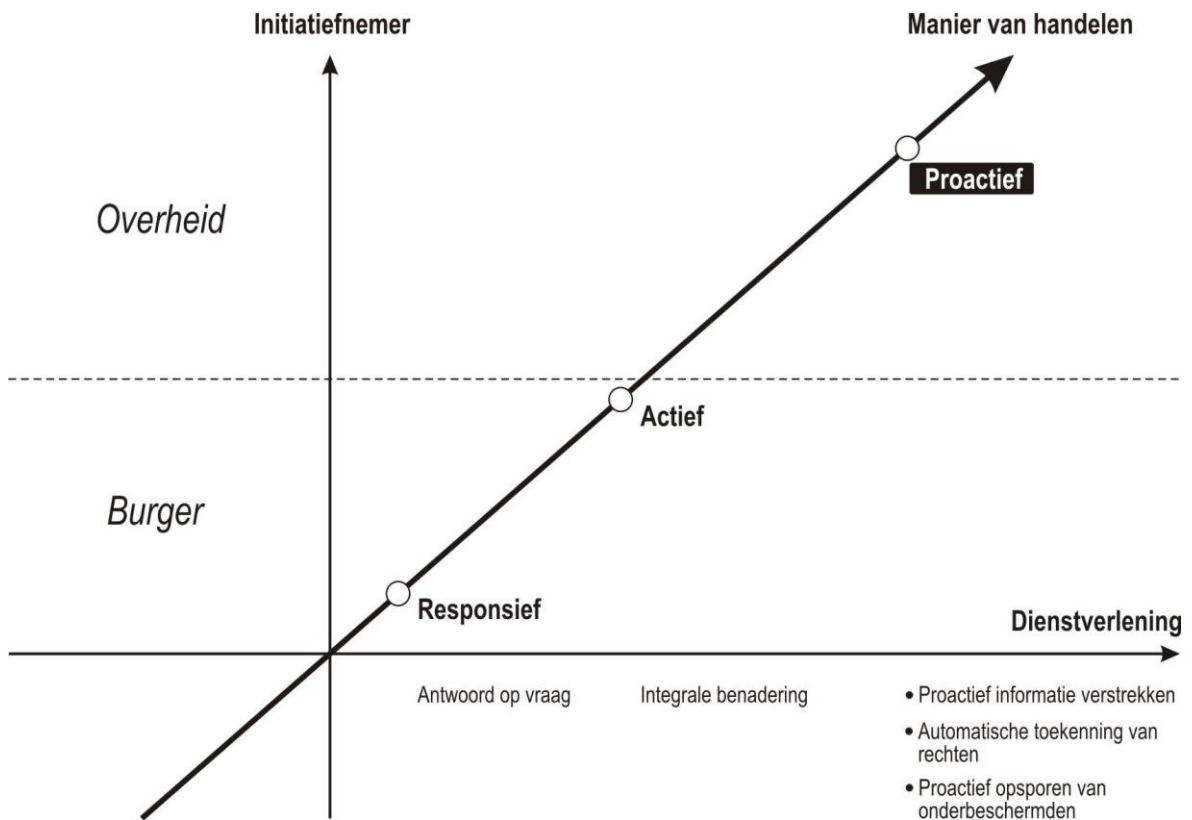 Initiatiefnemer
Manier van handelen
Proactief
Overheid
Actief
Burger
Responsief
Dienstverlening
Antwoord op vraag
Integrale benadering
• Proactief informatie verstrekken
• Automatische toekenning van
rechten
• Proactief opsporen van
onderbeschermden